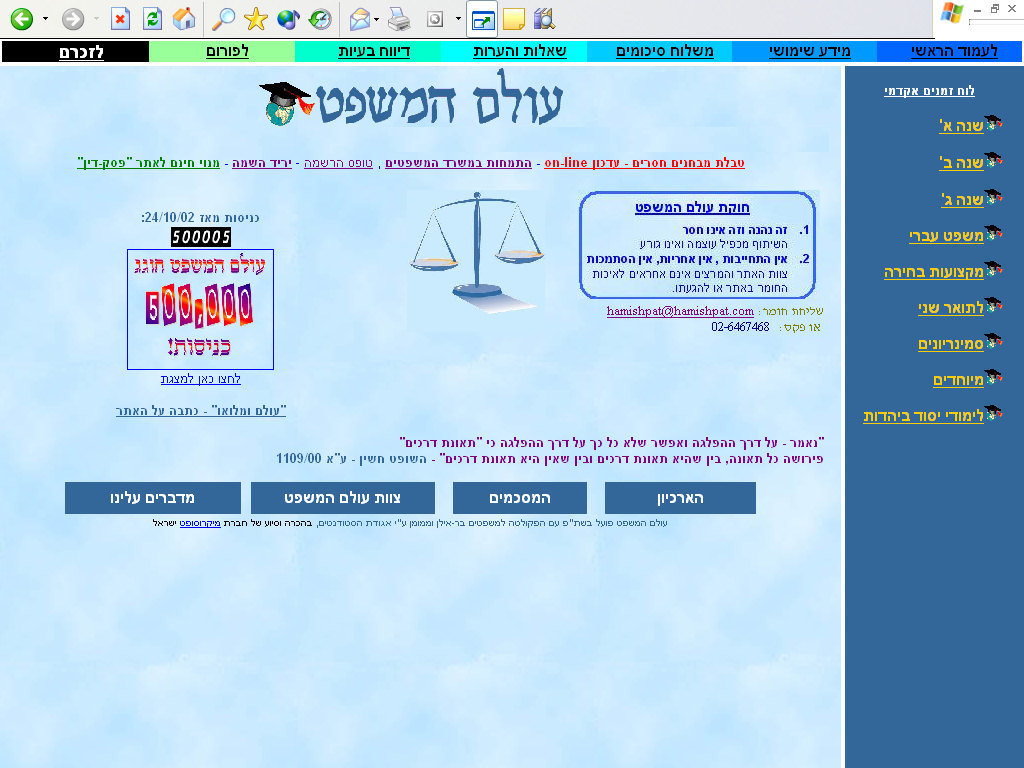 לעמוד הראשי
מידע שימושי
משלוח סיכומים
שאלות והערות
דיווח בעיות
לפורום
לזכרם
לוח זמנים אקדמי
שנה א'
שנה ב'
שנה ג'
משפט עברי
מקצועות בחירה
לתואר שני
סמינריונים
מיוחדים
לימודי יסוד ביהדות
עולם המשפט
טבלת מבחנים חסרים - עדכון on-line - התמחות במשרד המשפטים , טופס הרשמה - יריד השמה - מנוי חינם לאתר "פסק-דין"
חוקת עולם המשפט
1. זה נהנה וזה אינו חסר
השיתוף מכפיל עוצמה ואינו גורע
2. אין התחייבות , אין אחריות, אין הסתמכות
צוות האתר והמרצים אינם אחראים לאיכות
החומר באתר או להגעתו.
שליחת חומר: hamishpat@hamishpat.com
או פקס: 02-6467468
כניסות מאז 24/10/02:
500005
עולם המשפט חוגג
500,000
כניסות!
לחצו כאן למצגת
"עולם ומלואו" - כתבה על האתר
"נאמר - על דרך ההפלגה ואפשר שלא כל כך על דרך ההפלגה כי "תאונת דרכים"
פירושה כל תאונה, בין שהיא תאונת דרכים ובין שאין היא תאונת דרכים" - השופט חשין - ע"א 1109/00
הארכיון
המסכמים
צוות עולם המשפט
מדברים עלינו
עולם המשפט פועל בשת"פ עם הפקולטה למשפטים בר-אילן וממומן ע"י אגודת הסטודנטים, בהכרה וסיוע של חברת מיקרוסופט ישראל